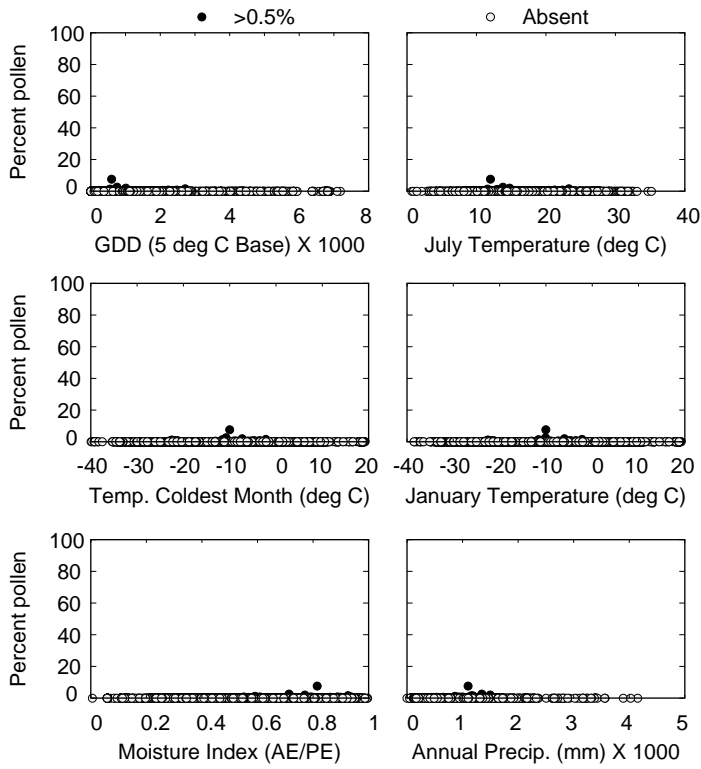 >0.5% Absent
100
80
60
40
20
0
Percent pollen
0 2 4 6 8
GDD (5 deg C Base) X 1000
0 10 20 30 40
July Temperature (deg C)
100
80
60
40
20
0
Percent pollen
-40 -30 -20 -10 0 10 20
Temp. Coldest Month (deg C)
-40 -30 -20 -10 0 10 20
January Temperature (deg C)
100
80
60
40
20
0
Percent pollen
0 0.2 0.4 0.6 0.8 1
Moisture Index (AE/PE)
0 1 2 3 4 5
Annual Precip. (mm) X 1000